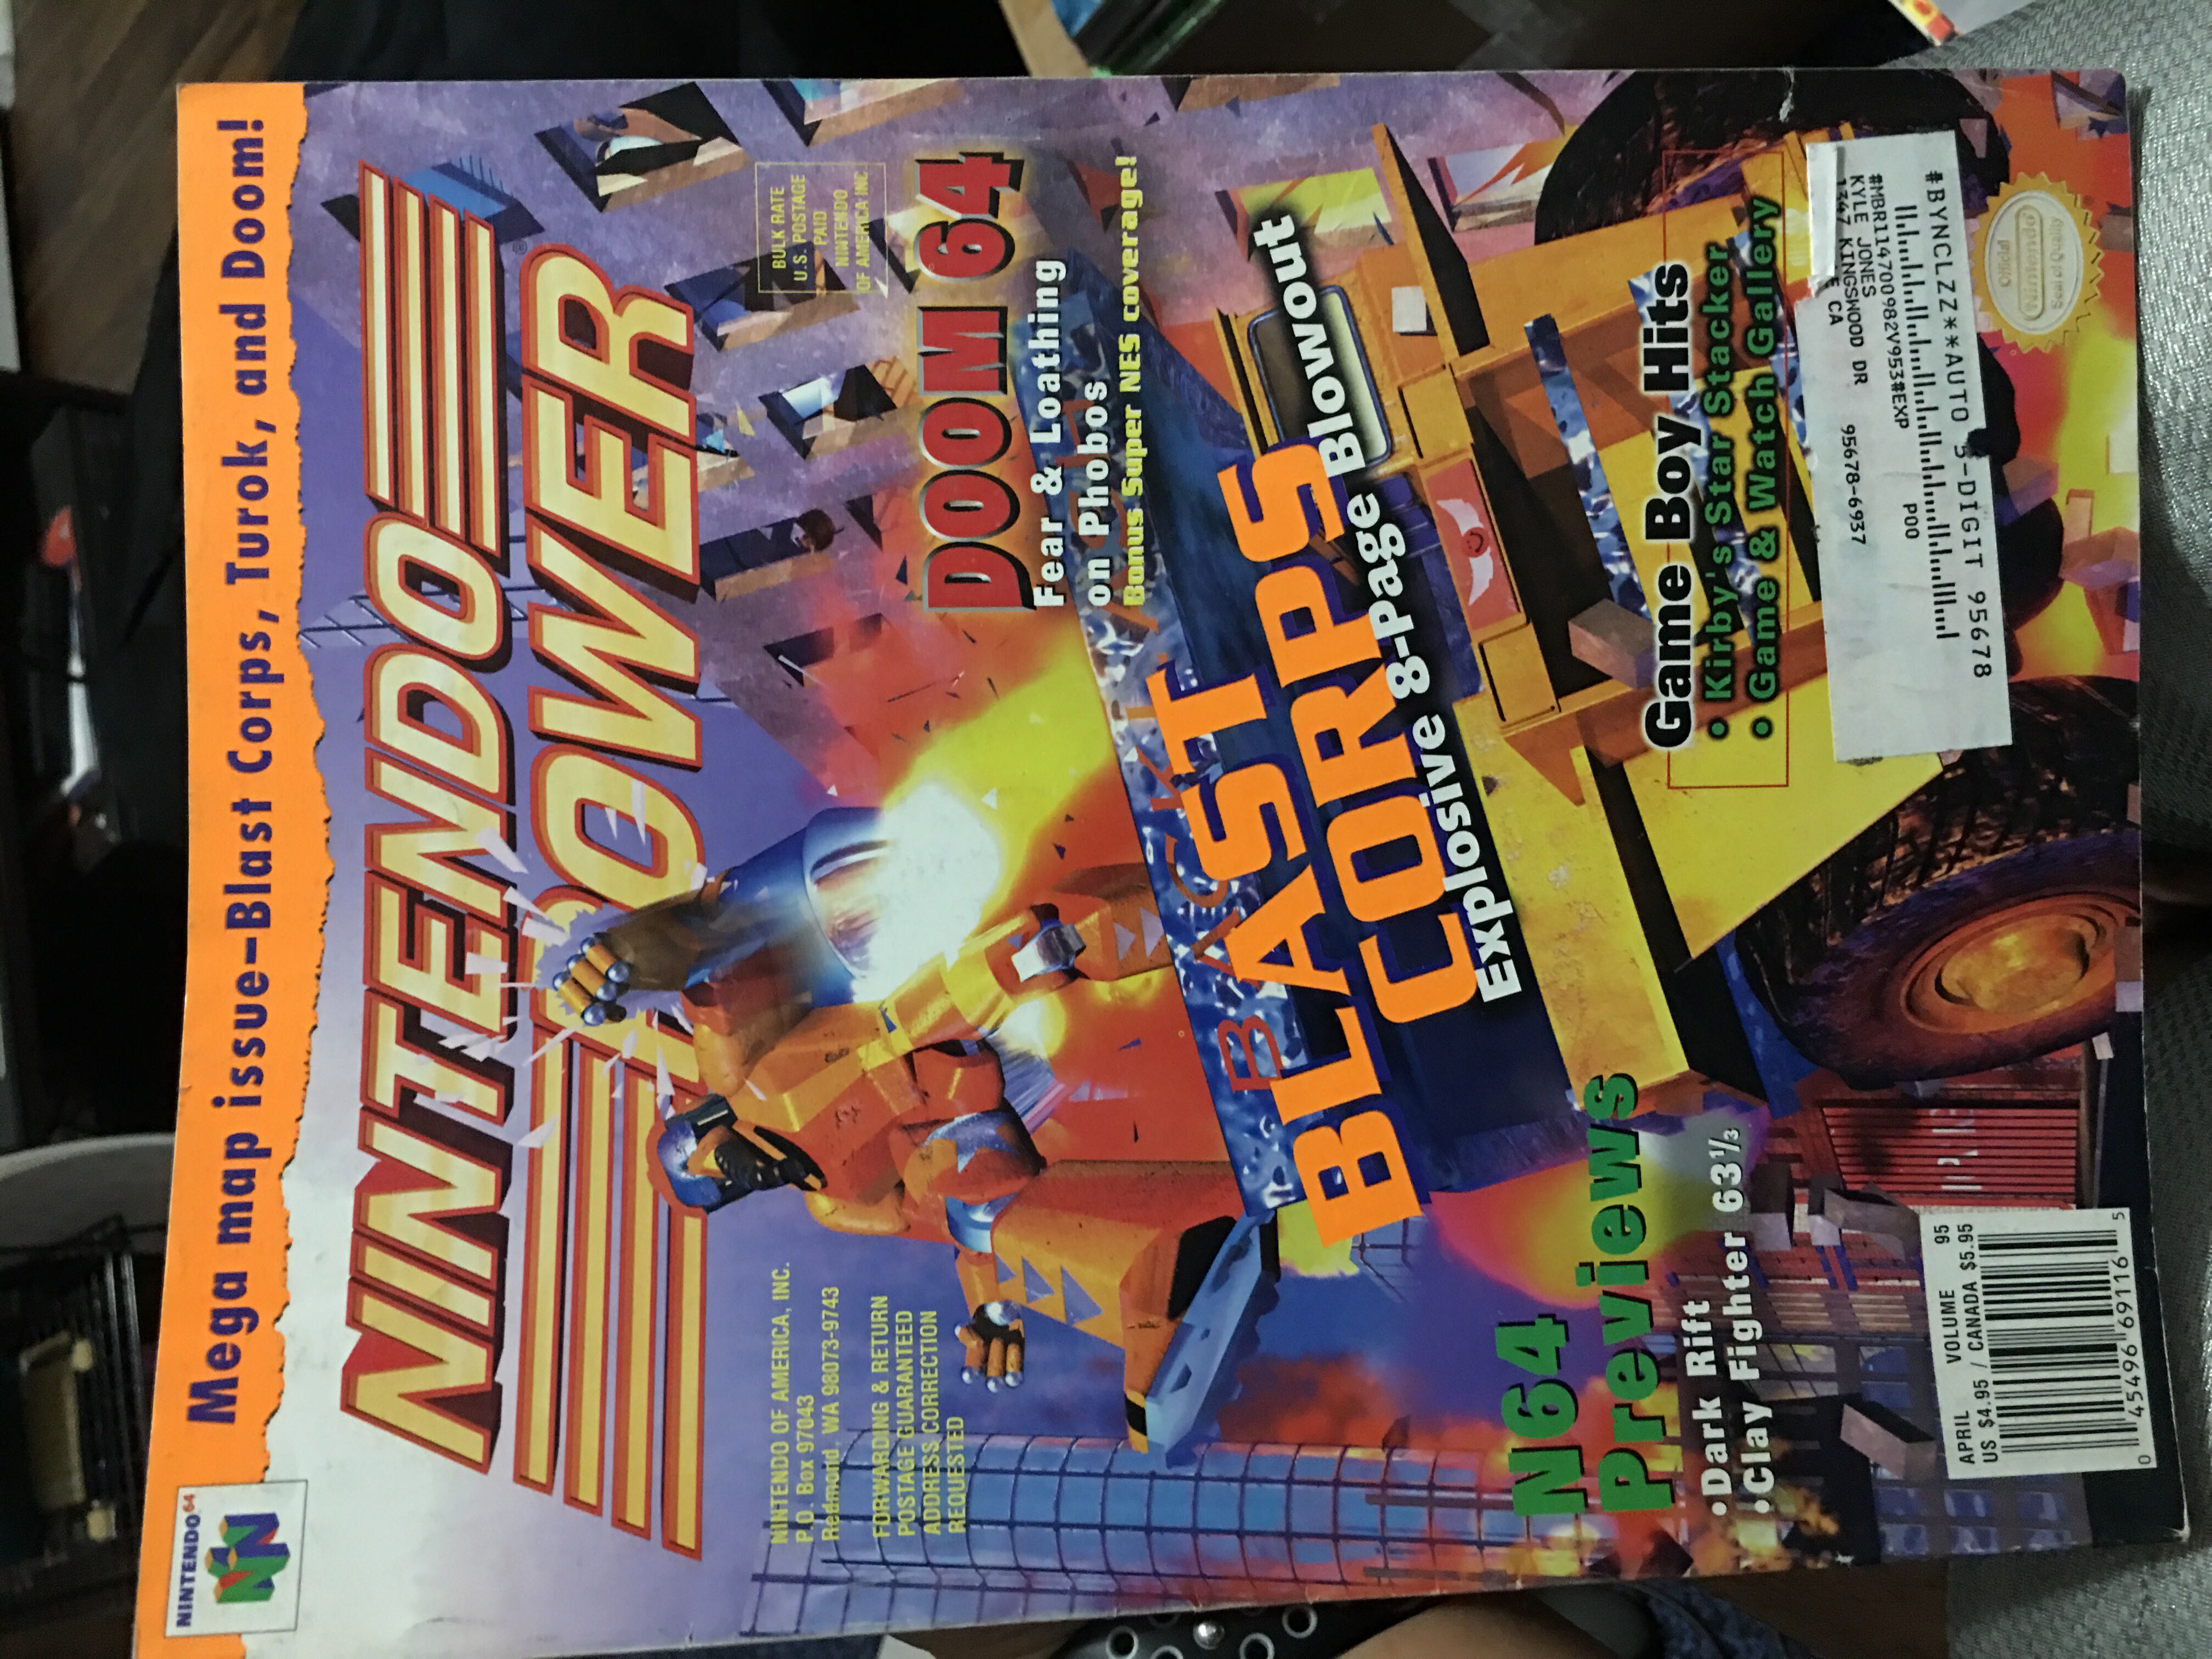 Mega map issue-Blast Corps, Turok, and Doom!
NINTENDO 64
NINTENDO
POWER
®
NINTENDO OF AMERICA, INC.
P.O. Box 97043
Redmond, WA 98073-9743
FORWARDING & RETURN
POSTAGE GUARANTEED
ADDRESS CORRECTION
REQUESTED
BULK RATE
U.S. POSTAGE
PAID
NINTENDO
OF AMERICA INC.
DOOM 64
Fear & Loathing
on Phobos
Bonus Super NES coverage!
BLAST
CORPS
Explosive 8-Page Blowout
N64
Previews
•Dark Rift
•Clay Fighter 63⅓
Game Boy Hits
• Kirby's Star Stacker
• Game & Watch Gallery
#BYNCLZZ**AUTO 5-DIGIT 95678
#MBR114700982V953#EXP P00
KYLE JONES
1347 KINGSWOOD DR
CA 95678-6937
Official
Nintendo
Seal of Quality
APRIL VOLUME 95
US $4.95 / CANADA $5.95
0 45496 69116 5